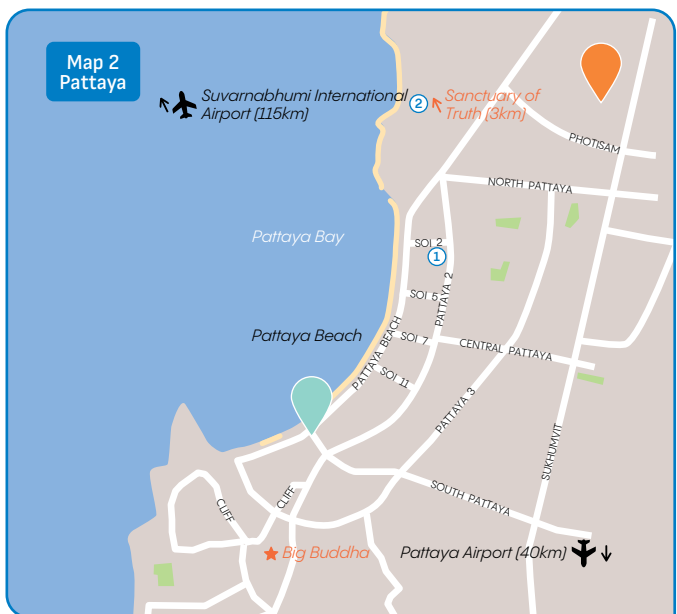 Map 2
Pattaya
Suvarnabhumi International
Airport (115km)
2
Sanctuary of
Truth (3km)
PHOTISAM
NORTH PATTAYA
Pattaya Bay
SOI 2
1
SOI 5
PATTAYA 2
Pattaya Beach
PATTAYA BEACH
SOI 7
CENTRAL PATTAYA
SOI 11
PATTAYA 3
SUKHUMVIT
SOUTH PATTAYA
CLIFF
CLIFF
Big Buddha
Pattaya Airport (40km)